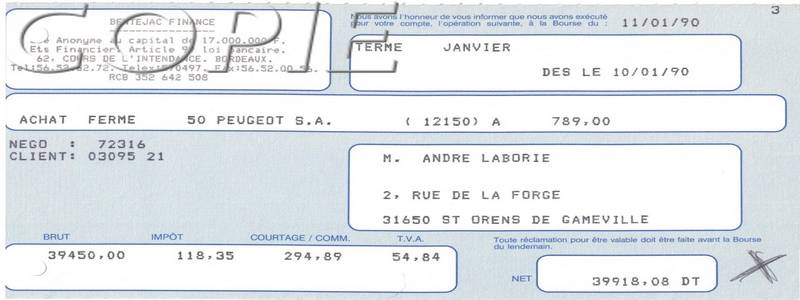 3
COPIE
BERTEJAC FINANCE
Anonyme au capital de 17.000.000 F.
Ets Financier. Article 9 loi bancaire.
62, COURS DE L'INTENDANCE. BORDEAUX.
RCB 352 642 508
Nous avons l'honneur de vous informer que nous avons exécuté
pour votre compte, l'opération suivante, à la Bourse du : 11/01/90
TERME JANVIER
DES LE 10/01/90
ACHAT FERME 50 PEUGEOT S.A. ( 12150) A 789,00
NEGO : 72316
CLIENT: 03095 21
M. ANDRE LABORIE
2, RUE DE LA FORGE
31650 ST ORENS DE GAMEVILLE
BRUT IMPÔT COURTAGE / COMM. T.V.A.
39450,00 118,35 294,89 54,84
Toute réclamation pour être valable doit être faite avant la Bourse
du lendemain.
NET 39918,08 DT